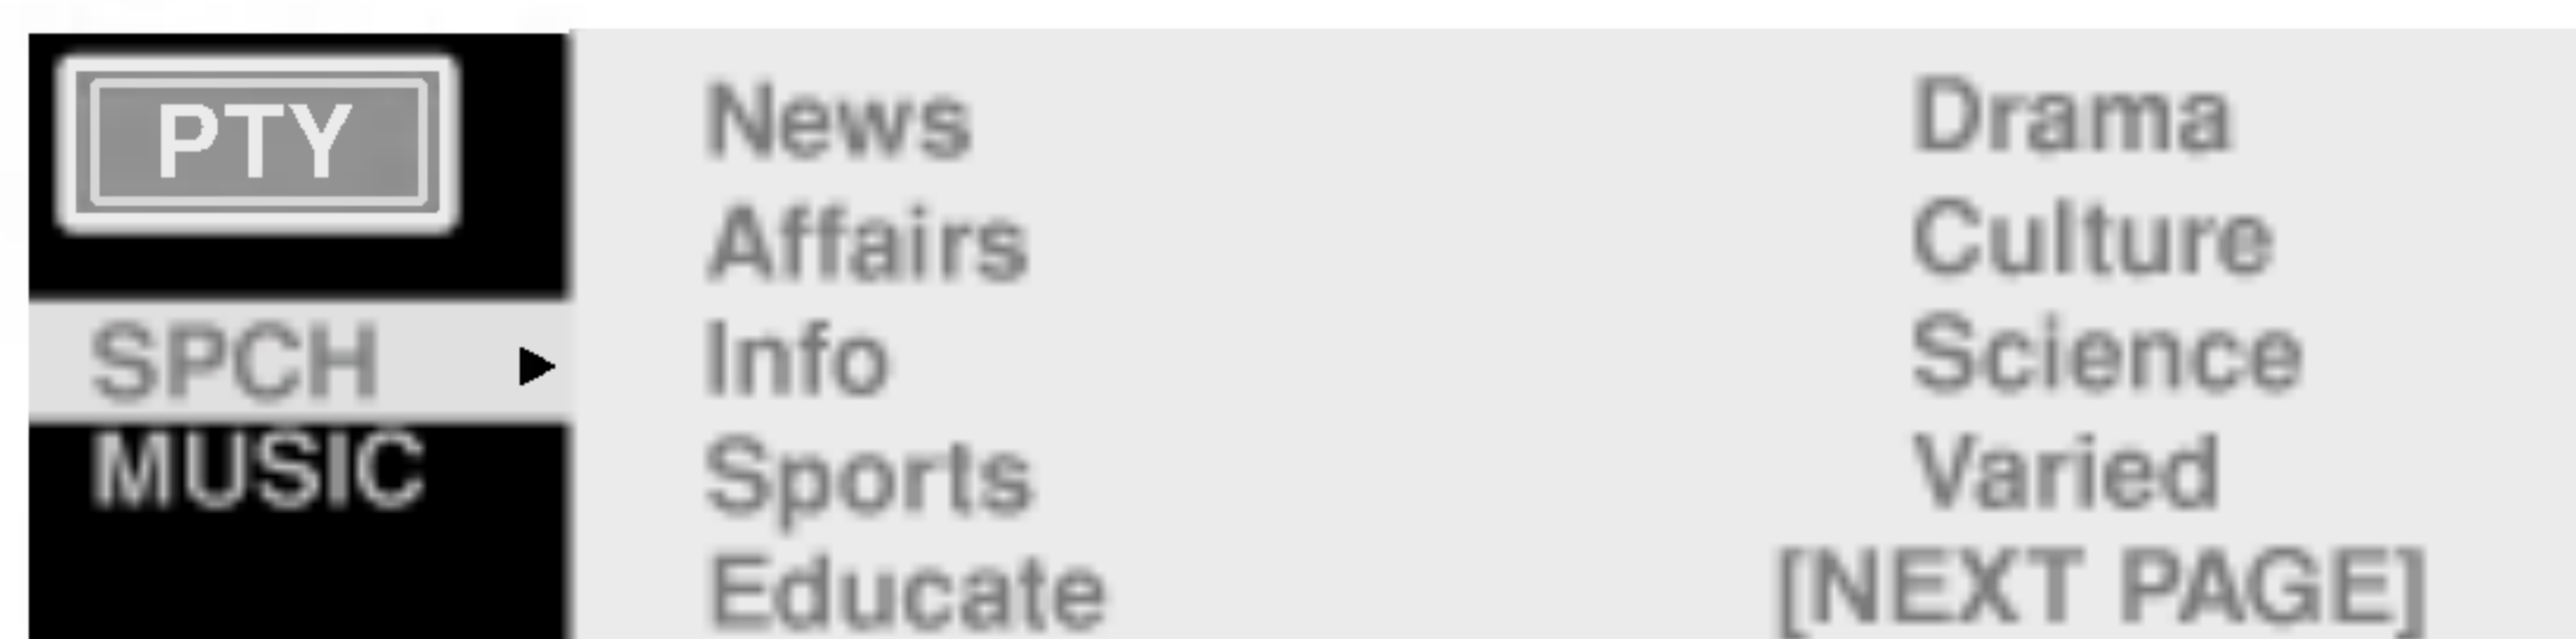 PTY
SPCH
MUSIC
News
Affairs
Info
Sports
Educate
Drama
Culture
Science
Varied
[NEXT PAGE]